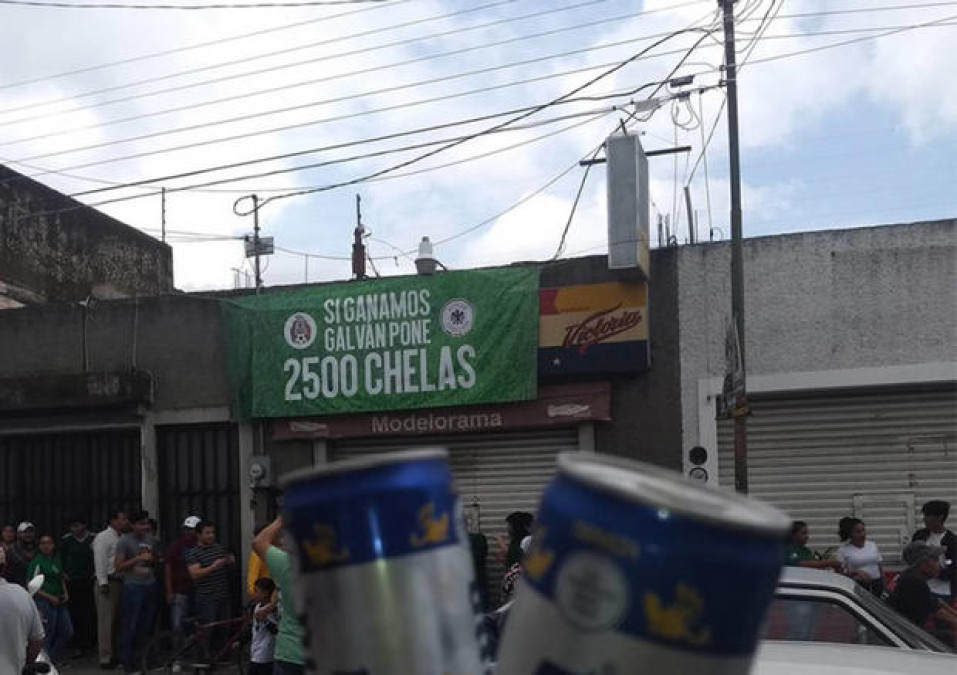 SI GANAMOS
GALVÁN PONE
2500 CHELAS
Victoria
Modelorama